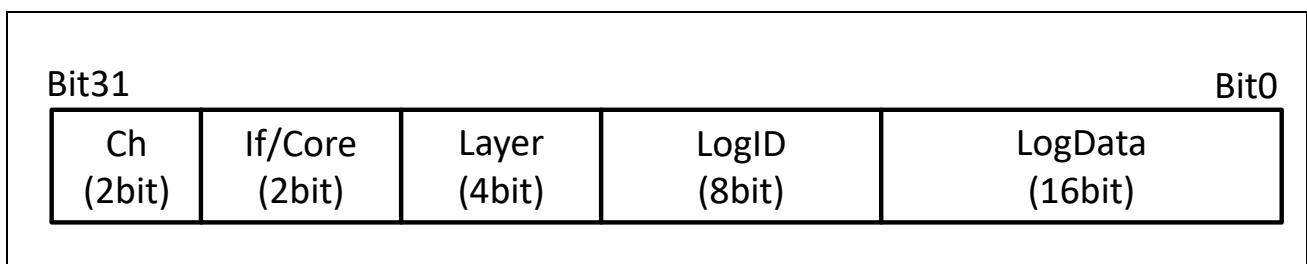 Bit31 Bit0
Ch If/Core Layer LogID LogData
(2bit) (2bit) (4bit) (8bit) (16bit)